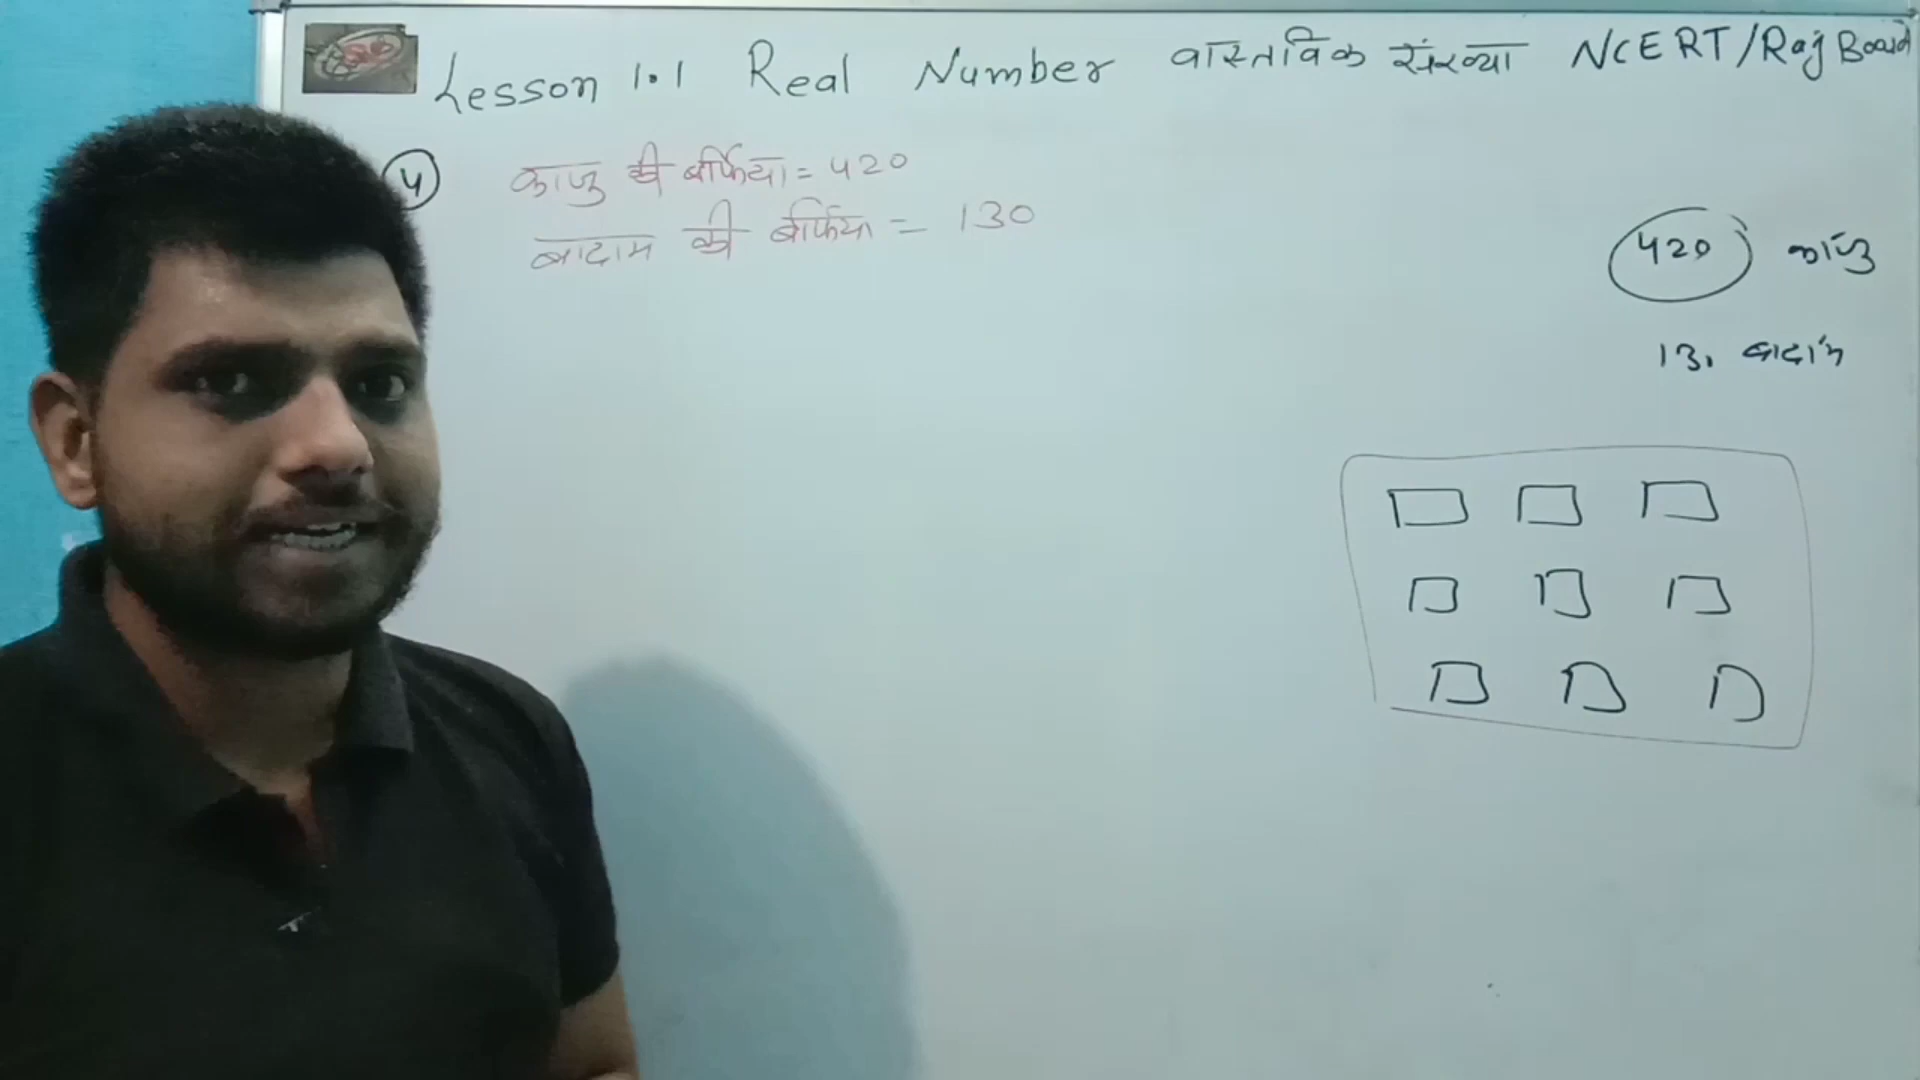 Lesson 1.1 Real Number वास्तविक संख्या NCERT/Raj Board
4 काजु की बर्फिया = 420
बादाम की बर्फिया = 130
420 काजु
130 बादाम